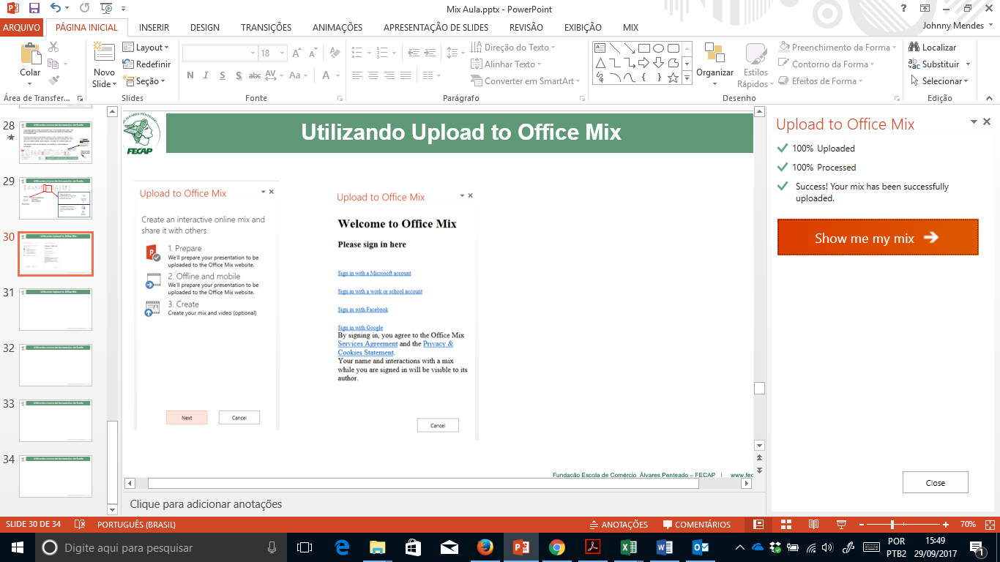 Mix Aula.pptx - PowerPoint
?
ARQUIVO PÁGINA INICIAL INSERIR DESIGN TRANSIÇÕES ANIMAÇÕES APRESENTAÇÃO DE SLIDES REVISÃO EXIBIÇÃO MIX Johnny Mendes
Colar
Área de Transfer...
Novo
Slide
Layout
Redefinir
Seção
Slides
18
N I S S abc AV Aa A
Fonte
Direção do Texto
Alinhar Texto
Converter em SmartArt
Parágrafo
Organizar
Estilos
Rápidos
Preenchimento da Forma
Contorno da Forma
Efeitos de Forma
Desenho
Localizar
Substituir
Selecionar
Edição
28
29
30
31
32
33
34
FECAP
Utilizando Upload to Office Mix
Upload to Office Mix
Create an interactive online mix and
share it with others.
1. Prepare
We'll prepare your presentation to be
uploaded to the Office Mix website.
2. Offline and mobile
We'll prepare your presentation to be
uploaded to the Office Mix website.
3. Create
Create your mix and video (optional)
Next Cancel
Upload to Office Mix
Welcome to Office Mix
Please sign in here
Sign in with a Microsoft account
Sign in with a work or school account
Sign in with Facebook
Sign in with Google
By signing in, you agree to the Office Mix
Services Agreement and the Privacy &
Cookies Statement.
Your name and interactions with a mix
while you are signed in will be visible to its
author.
Cancel
Fundação Escola de Comércio Álvares Penteado – FECAP | www.fec
Clique para adicionar anotações
Upload to Office Mix
100% Uploaded
100% Processed
Success! Your mix has been successfully
uploaded.
Show me my mix
Close
SLIDE 30 DE 34 PORTUGUÊS (BRASIL) ANOTAÇÕES COMENTÁRIOS 70%
Digite aqui para pesquisar
POR
PTB2
15:49
29/09/2017
1